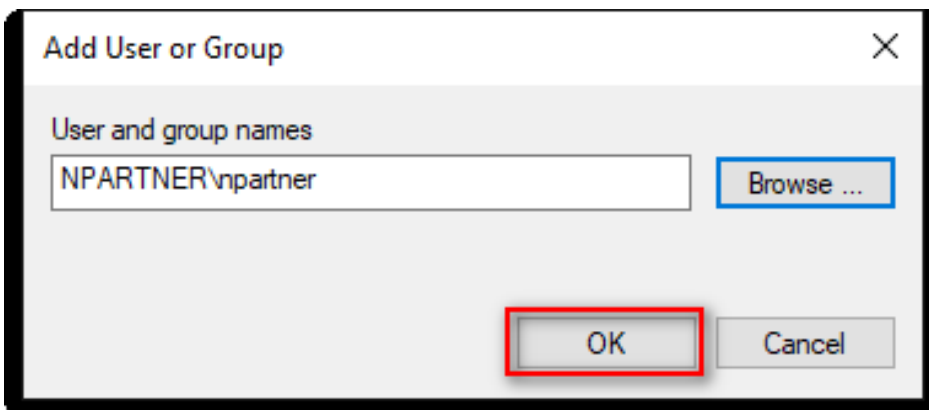 Add User or Group
User and group names
NPARTNER\npartner
Browse ...
OK
Cancel